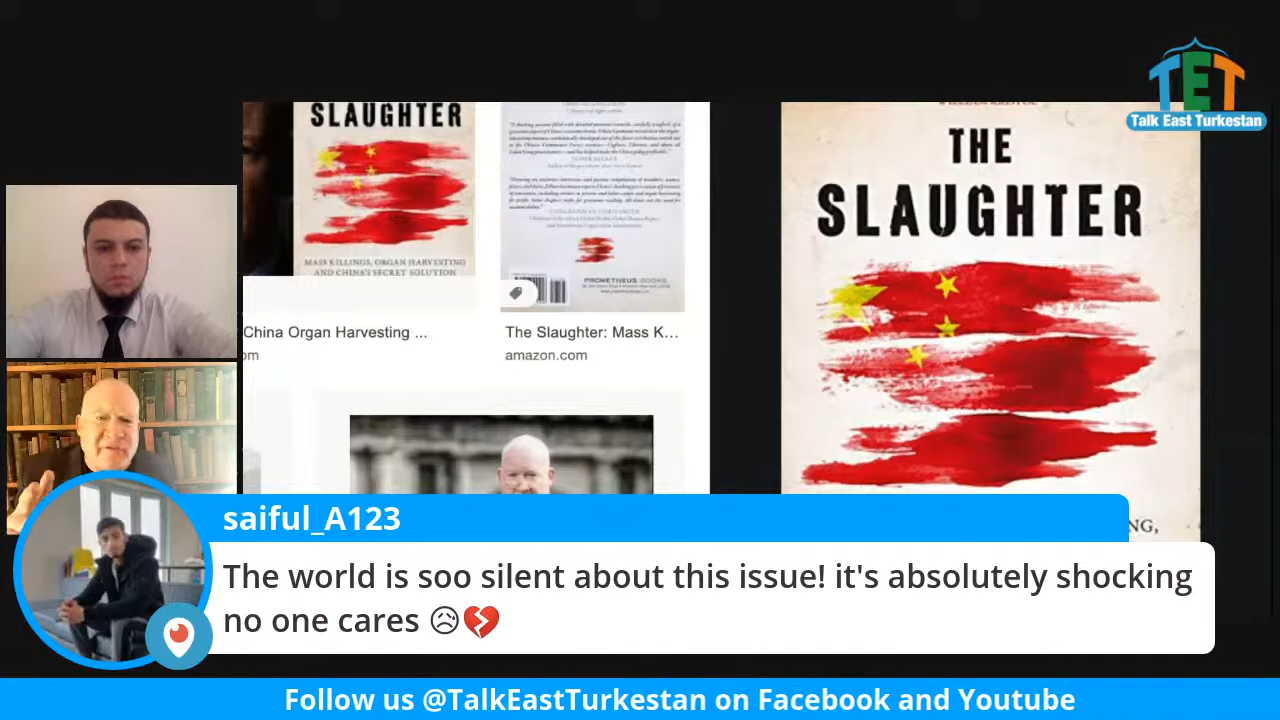 TET
Talk East Turkestan
SLAUGHTER
MASS KILLINGS, ORGAN HARVESTING
AND CHINA'S SECRET SOLUTION
China Organ Harvesting ...
om
PROMETHEUS BOOKS
The Slaughter: Mass K...
amazon.com
THE
SLAUGHTER
NG,
saiful_A123
The world is soo silent about this issue! it's absolutely shocking
no one cares ☹💔
Follow us @TalkEastTurkestan on Facebook and Youtube